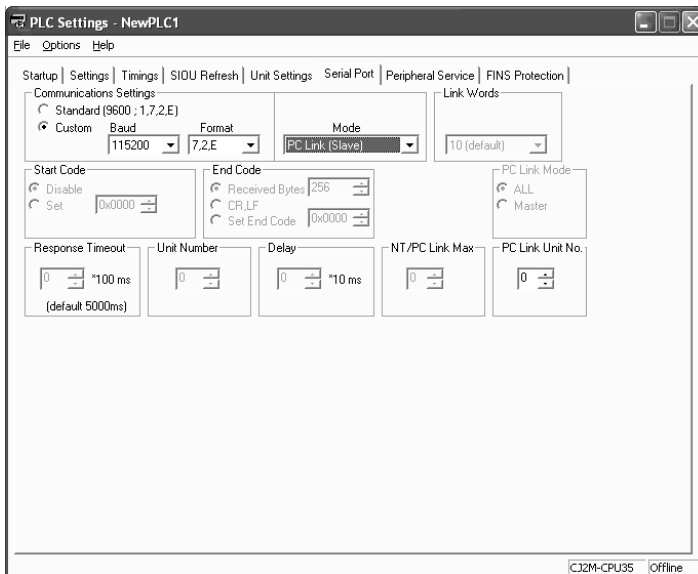 PLC Settings - NewPLC1
File Options Help
Startup Settings Timings SIOU Refresh Unit Settings Serial Port Peripheral Service FINS Protection
Communications Settings Link Words
Standard (9600 ; 1,7,2,E)
Custom Baud Format Mode
115200 7,2,E PC Link (Slave) 10 (default)
Start Code End Code PC Link Mode
Disable Received Bytes 256 ALL
Set 0x0000 CR,LF Master
Set End Code 0x0000
Response Timeout Unit Number Delay NT/PC Link Max PC Link Unit No.
0 *100 ms 0 0 *10 ms 0 0
(default 5000ms)
CJ2M-CPU35 Offline